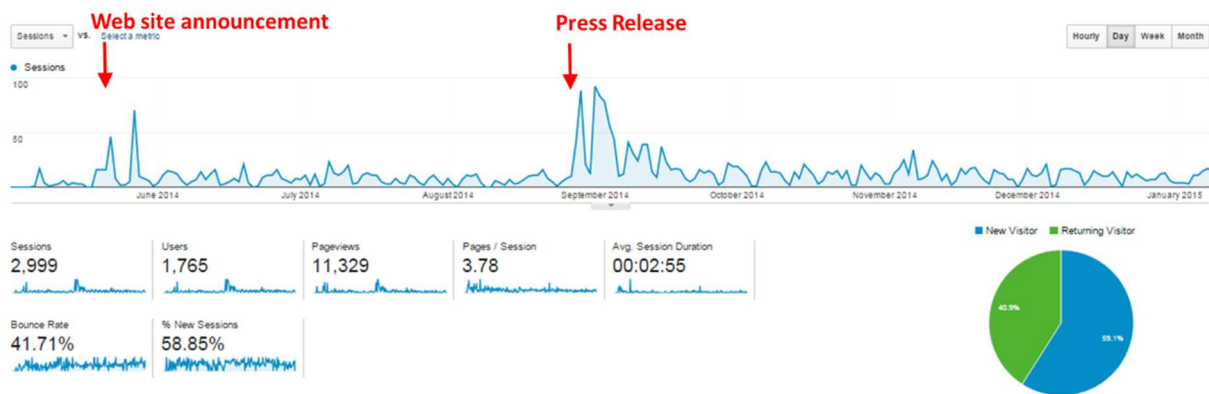 Web site announcement
Press Release
Sessions VS. Select a metric
Hourly Day Week Month
Sessions
100
50
June 2014 July 2014 August 2014 September 2014 October 2014 November 2014 December 2014 January 2015
Sessions Users Pageviews Pages / Session Avg. Session Duration
2,999 1,765 11,329 3.78 00:02:55
New Visitor Returning Visitor
Bounce Rate % New Sessions
41.71% 58.85%
40.9%
59.1%